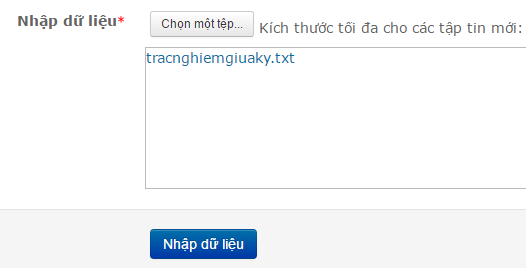 Nhập dữ liệu*
Chọn một tệp... Kích thước tối đa cho các tập tin mới:
tracnghiemgiuaky.txt
Nhập dữ liệu